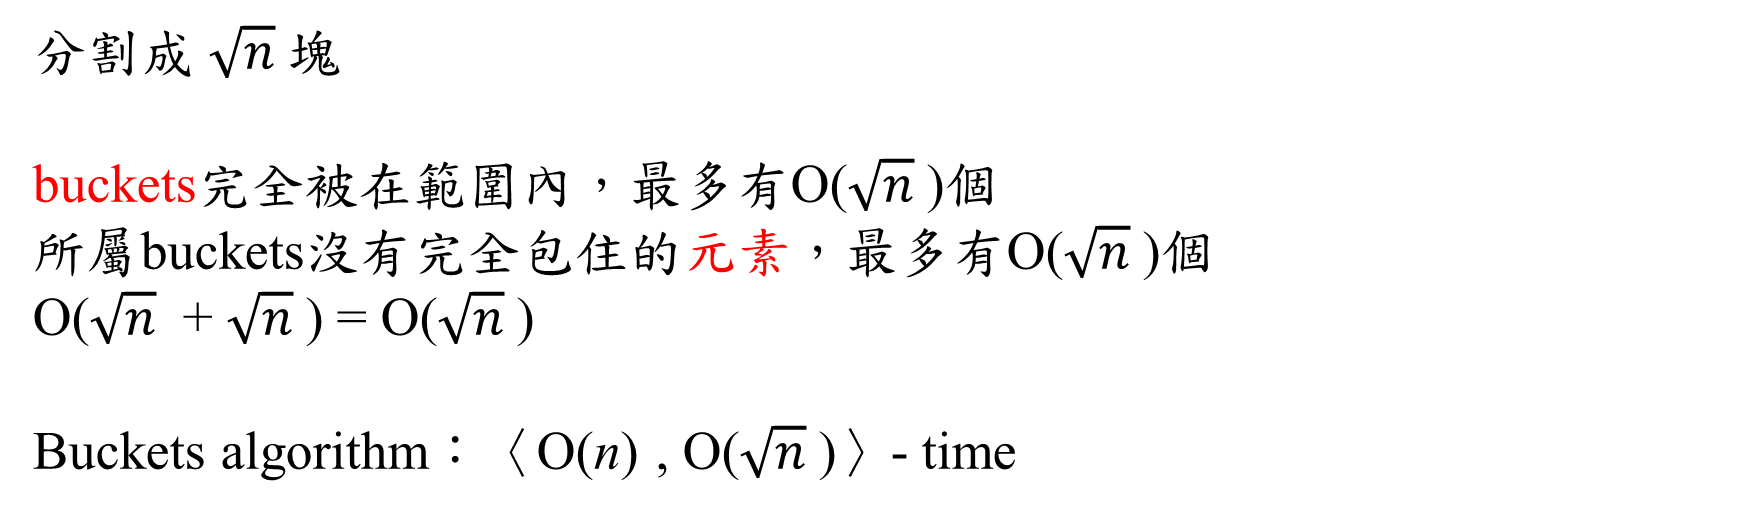 分割成 √n 塊
buckets完全被在範圍內，最多有O(√n )個
所屬buckets沒有完全包住的元素，最多有O(√n )個
O(√n + √n ) = O(√n )
Buckets algorithm：〈 O(n) , O(√n ) 〉 - time